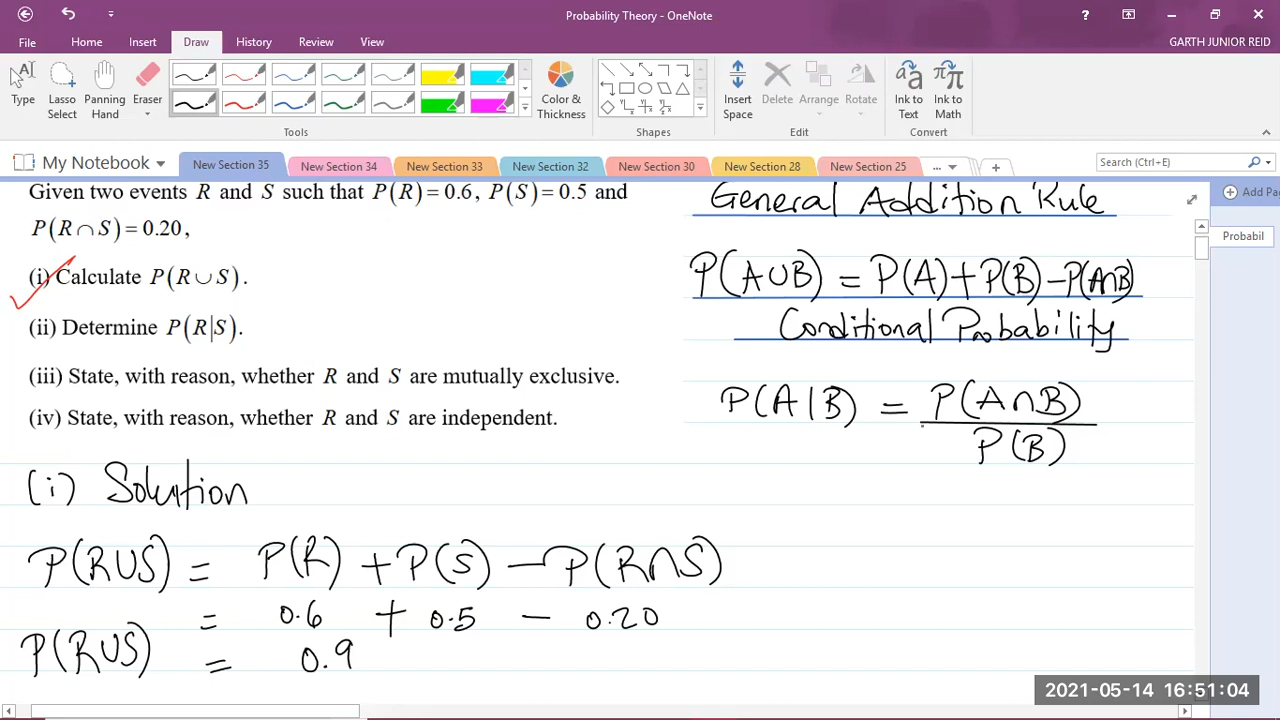 Probability Theory - OneNote
GARTH JUNIOR REID
File Home Insert Draw History Review View
Type
Lasso Select
Panning Hand
Eraser
Color & Thickness
Insert Space
Delete
Arrange
Rotate
Ink to Text
Ink to Math
Tools
Shapes
Edit
Convert
My Notebook
New Section 35 New Section 34 New Section 33 New Section 32 New Section 30 New Section 28 New Section 25
Search (Ctrl+E)
Add Pag
Probabil
Given two events R and S such that P(R) = 0.6, P(S) = 0.5 and
P(R ∩ S) = 0.20,
(i) Calculate P(R ∪ S).
(ii) Determine P(R|S).
(iii) State, with reason, whether R and S are mutually exclusive.
(iv) State, with reason, whether R and S are independent.
General Addition Rule
P(A∪B) = P(A)+P(B)-P(A∩B)
Conditional Probability
P(A|B) = P(A∩B)
P(B)
(i) Solution
P(R∪S) = P(R) + P(S) - P(R∩S)
= 0.6 + 0.5 - 0.20
P(R∪S) = 0.9
2021-05-14 16:51:04